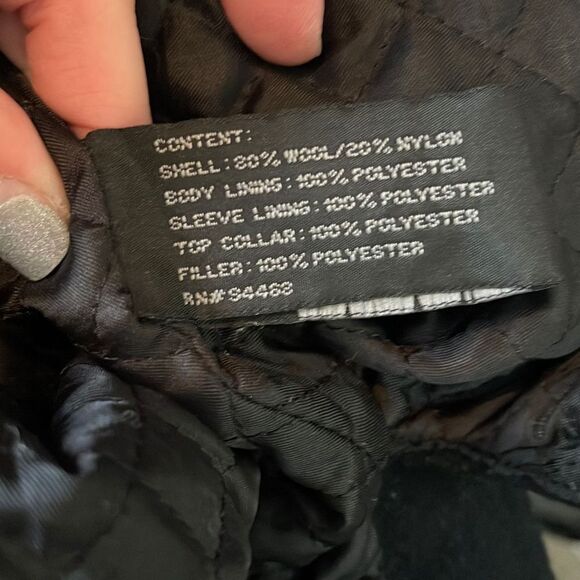 CONTENT:
SHELL: 80% WOOL/20% NYLON
BODY LINING: 100% POLYESTER
SLEEVE LINING: 100% POLYESTER
TOP COLLAR: 100% POLYESTER
FILLER: 100% POLYESTER
RN# 94468